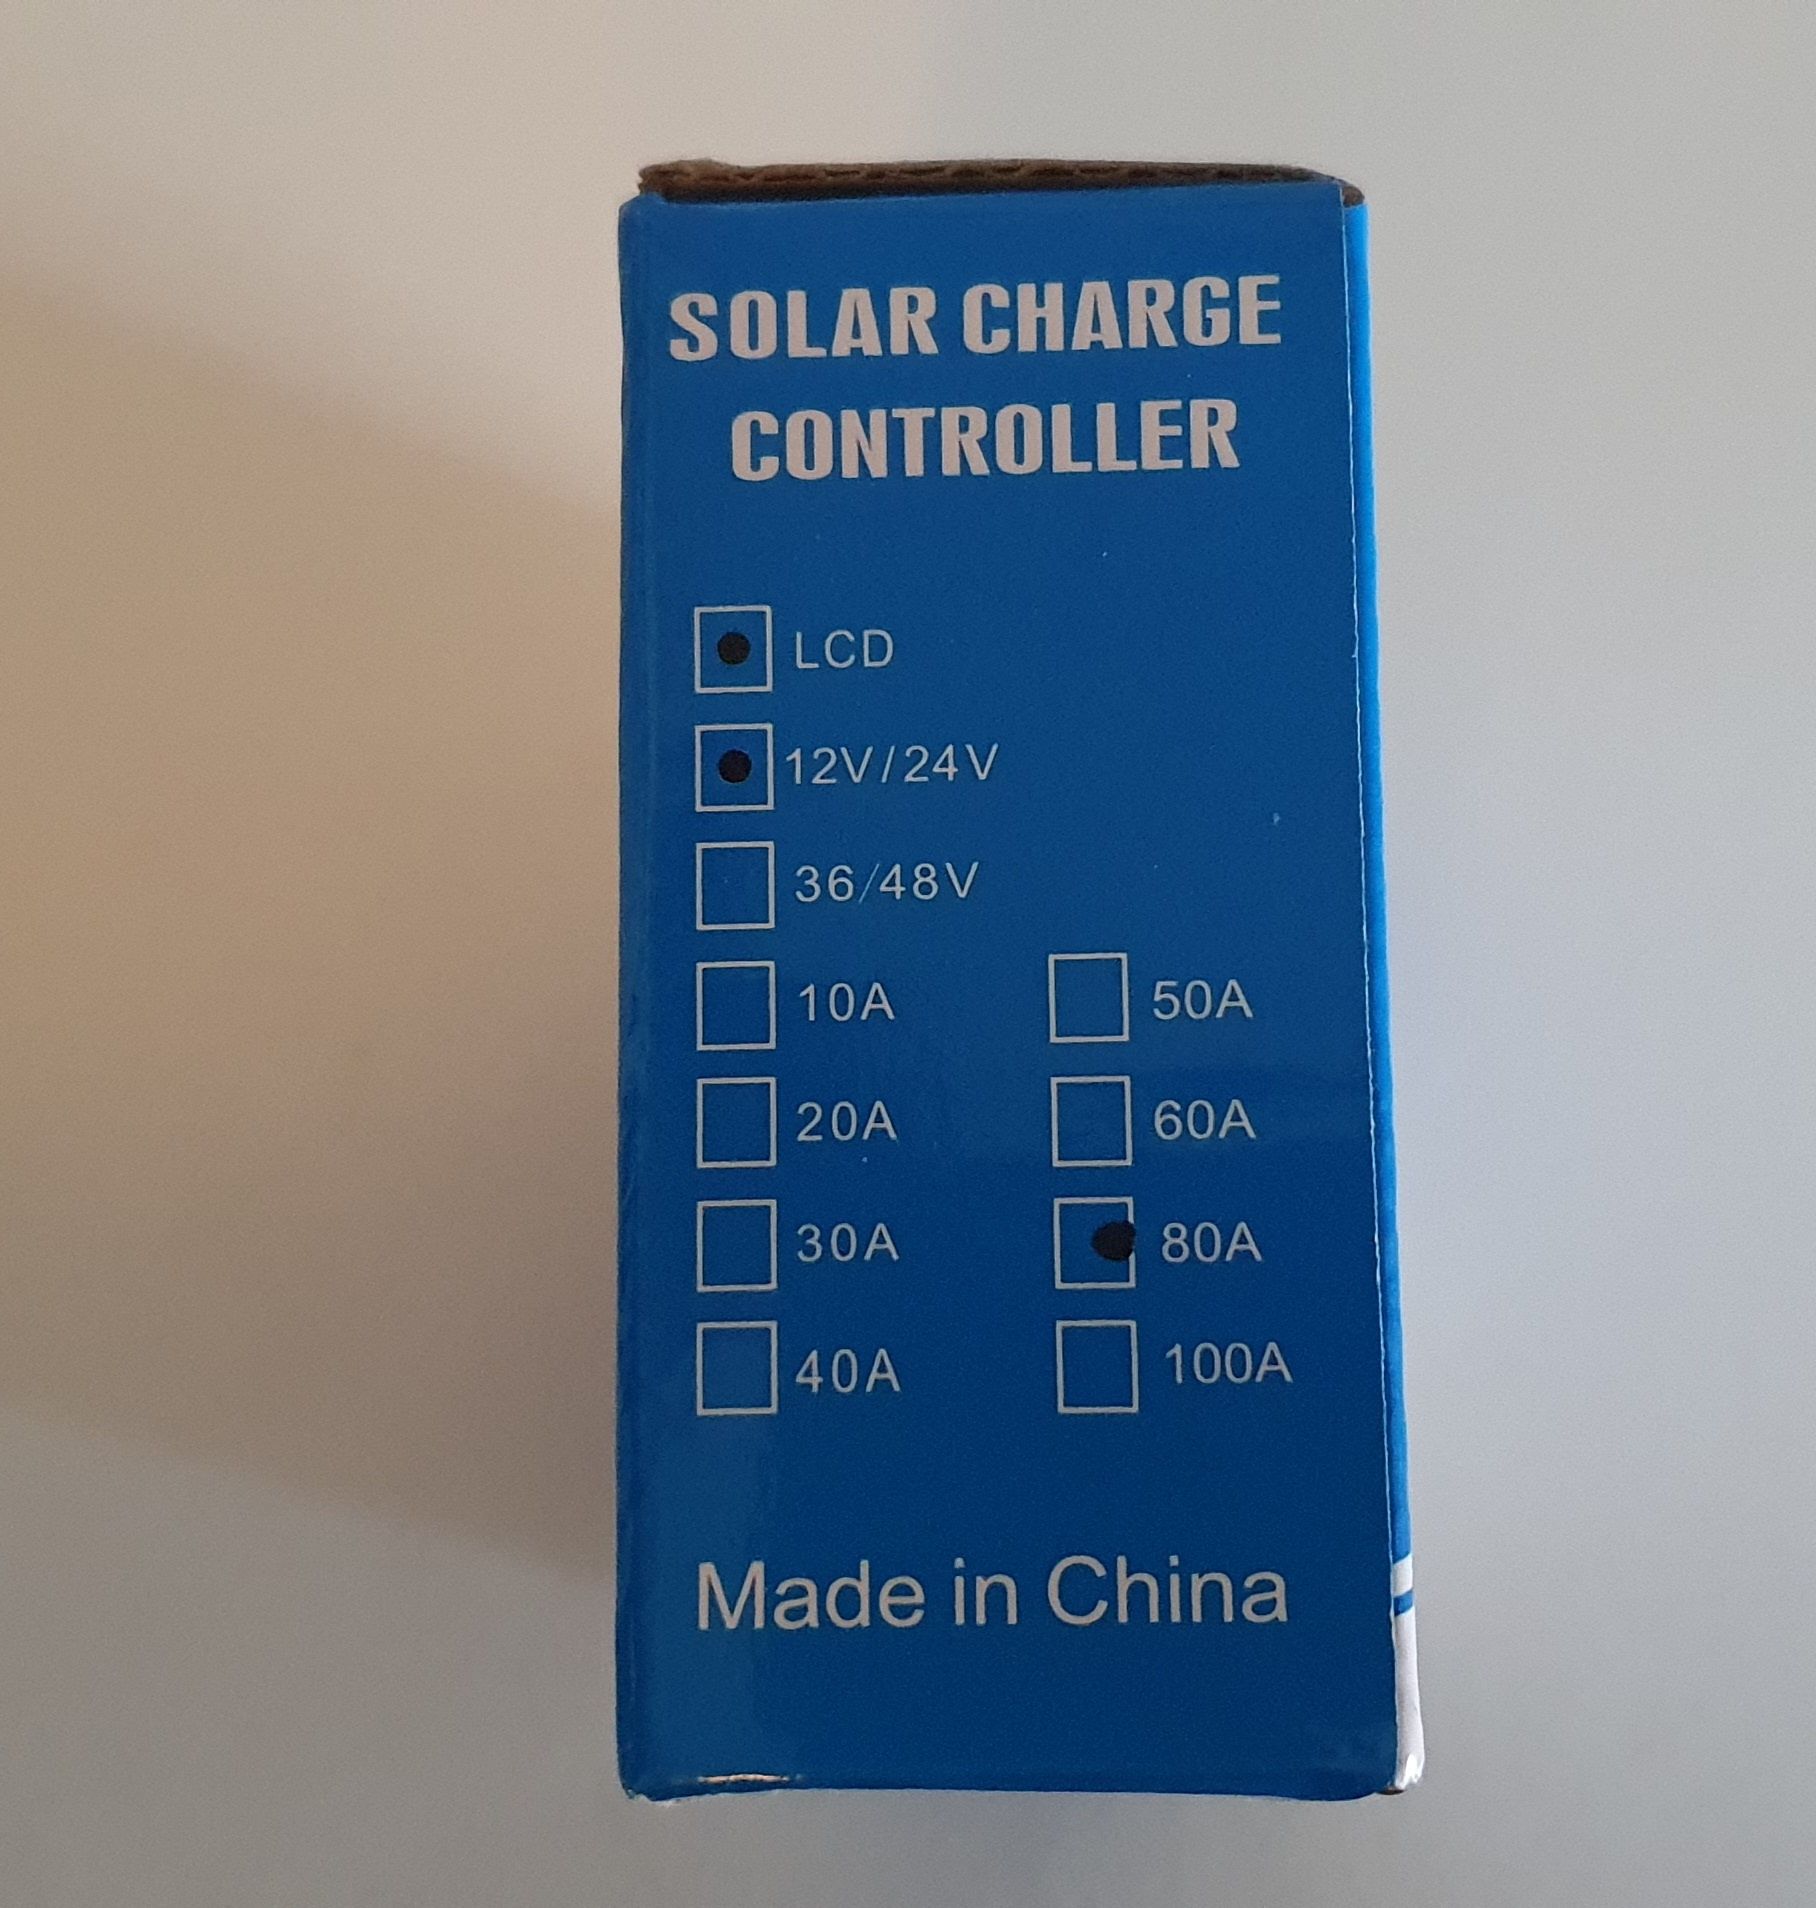 SOLAR CHARGE
CONTROLLER
LCD
12V/24V
36/48V
10A 50A
20A 60A
30A 80A
40A 100A
Made in China